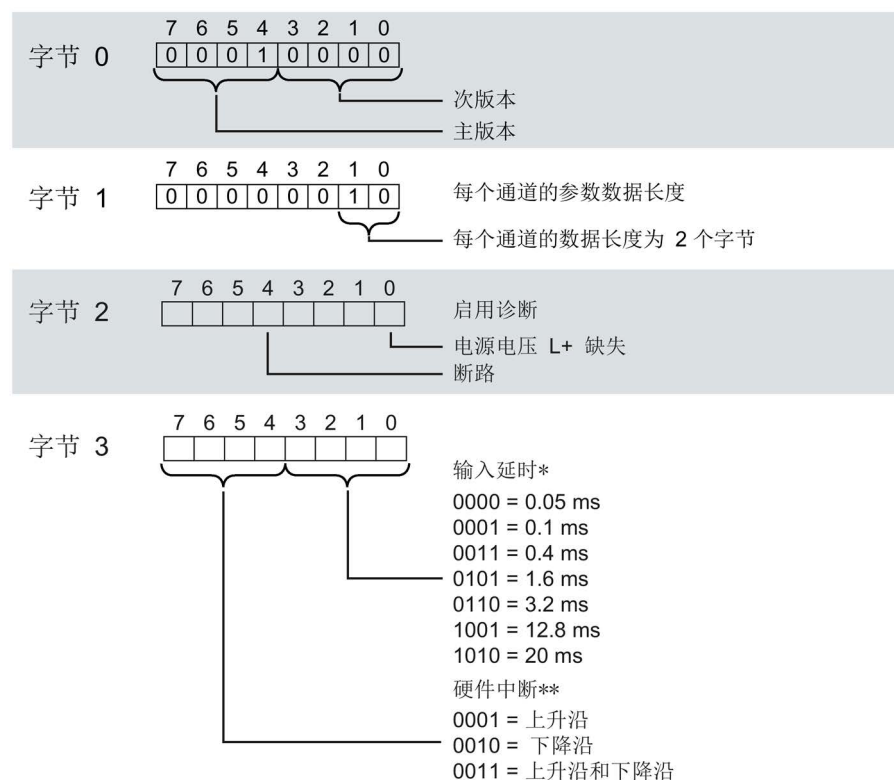 7 6 5 4 3 2 1 0
字节 0
0 0 0 1 0 0 0 0
次版本
主版本
7 6 5 4 3 2 1 0
字节 1
0 0 0 0 0 0 1 0
每个通道的参数数据长度
每个通道的数据长度为 2 个字节
7 6 5 4 3 2 1 0
字节 2
启用诊断
电源电压 L+ 缺失
断路
7 6 5 4 3 2 1 0
字节 3
输入延时*
0000 = 0.05 ms
0001 = 0.1 ms
0011 = 0.4 ms
0101 = 1.6 ms
0110 = 3.2 ms
1001 = 12.8 ms
1010 = 20 ms
硬件中断**
0001 = 上升沿
0010 = 下降沿
0011 = 上升沿和下降沿